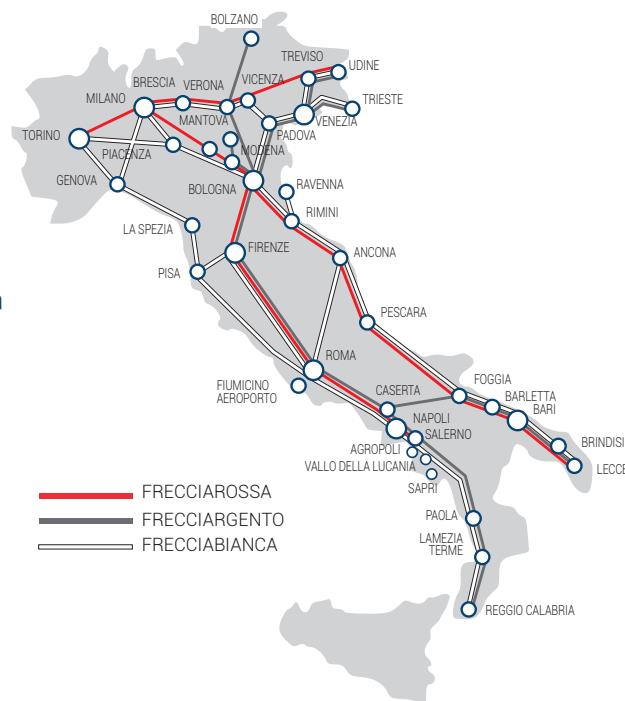 BOLZANO
TREVISO
UDINE
BRESCIA
VERONA
VICENZA
MILANO
MANTOVA
TRIESTE
VENEZIA
PADOVA
TORINO
PIACENZA
MODENA
GENOVA
BOLOGNA
RAVENNA
RIMINI
LA SPEZIA
FIRENZE
ANCONA
PISA
a
PESCARA
ROMA
FIUMICINO
AEROPORTO
CASERTA
FOGGIA
BARLETTA
BARI
NAPOLI
SALERNO
BRINDISI
AGROPOLI
VALLO DELLA LUCANIA
LECCE
SAPRI
FRECCIAROSSA
FRECCIARGENTO
FRECCIABIANCA
PAOLA
LAMEZIA
TERME
REGGIO CALABRIA